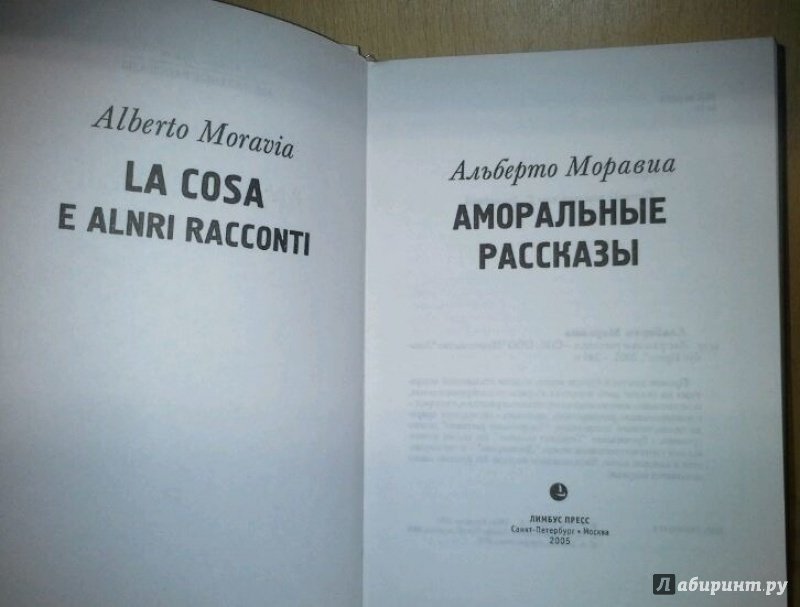 Alberto Moravia
LA COSA
E ALNRI RACCONTI
Альберто Моравиа
АМОРАЛЬНЫЕ
РАССКАЗЫ
ЛИМБУС ПРЕСС
Санкт-Петербург • Москва
2005
Лабиринт.ру